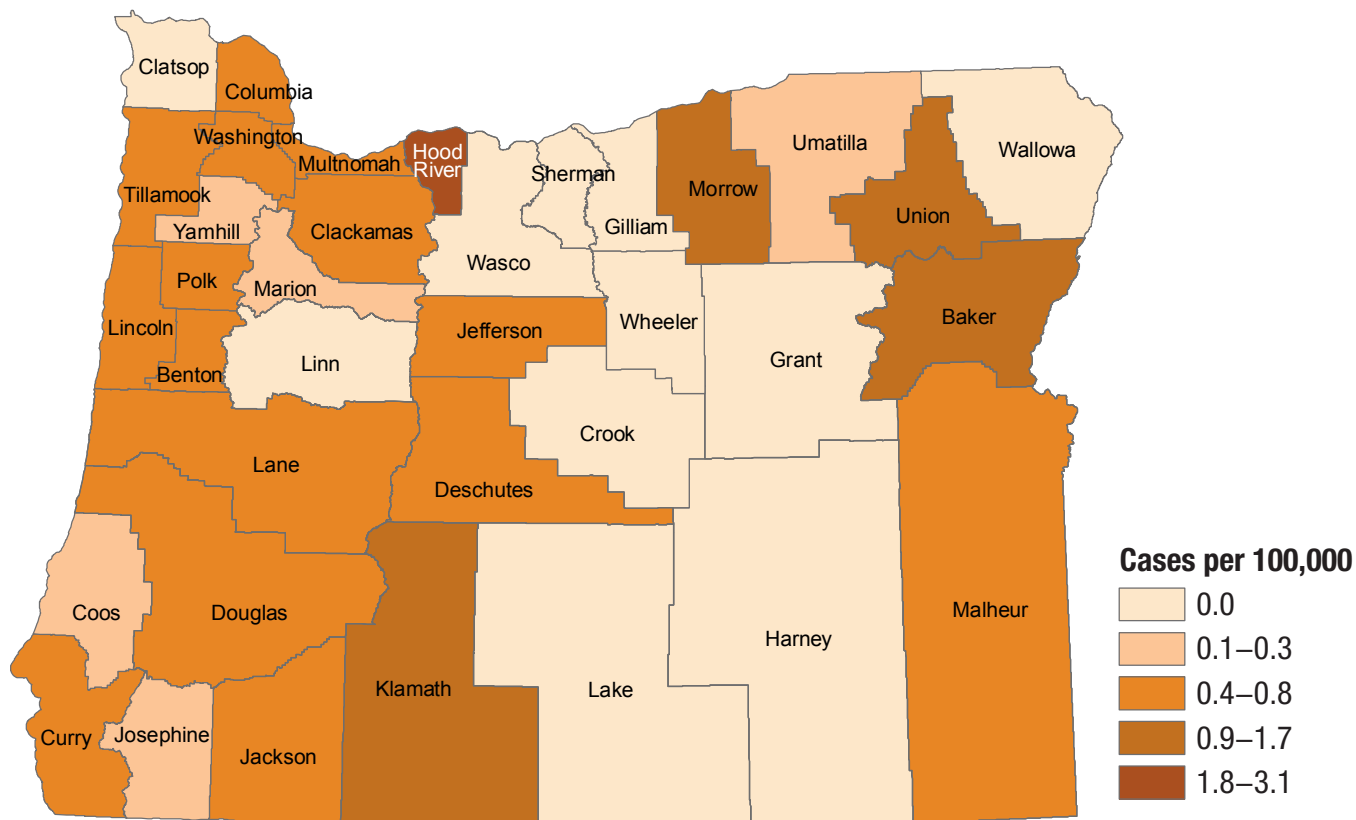 Clatsop
Columbia
Washington
Multnomah
Hood
River
Tillamook
Yamhill
Clackamas
Sherman
Gilliam
Morrow
Umatilla
Union
Wallowa
Polk
Marion
Wasco
Lincoln
Benton
Linn
Jefferson
Wheeler
Grant
Baker
Lane
Crook
Deschutes
Coos
Douglas
Klamath
Lake
Harney
Malheur
Curry
Josephine
Jackson
Cases per 100,000
0.0
0.1–0.3
0.4–0.8
0.9–1.7
1.8–3.1